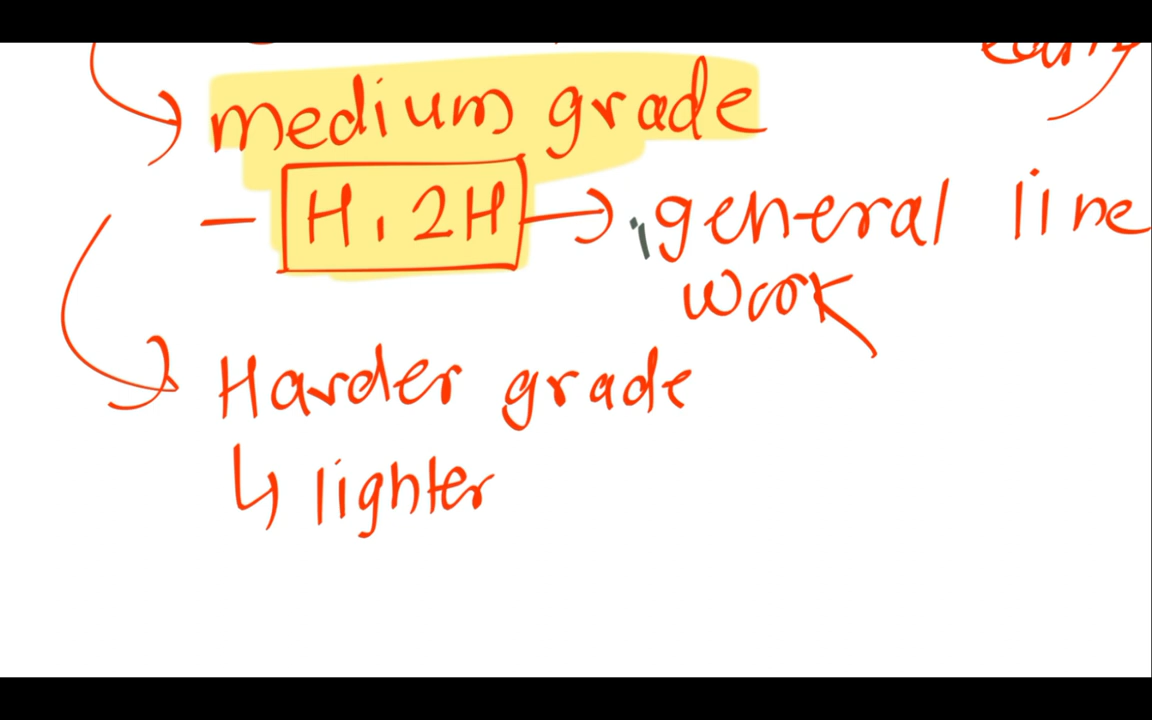 medium grade
- H, 2H → general line
work
Harder grade
↳ lighter